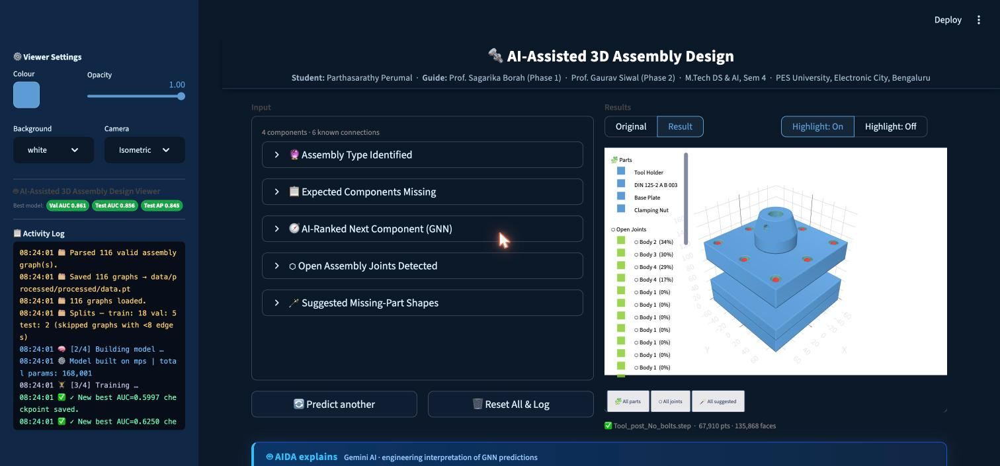 Deploy
Viewer Settings
Colour
Opacity
1.00
Background
Camera
white
Isometric
AI-Assisted 3D Assembly Design Viewer
Best model: Val AUC 0.861 Test AUC 0.856 Test AP 0.845
Activity Log
08:24:01 Parsed 116 valid assembly
graph(s).
08:24:01 Saved 116 graphs → data/p
rocessed/processed/data.pt
08:24:01 116 graphs loaded.
08:24:01 Splits — train: 18 val: 5
test: 2 (skipped graphs with <8 edge
s)
08:24:01 [2/4] Building model …
08:24:01 Model built on mps | tota
l params: 168,001
08:24:01 [3/4] Training …
08:24:01 ✅ ✓ New best AUC=0.5997 che
ckpoint saved.
08:24:01 ✅ ✓ New best AUC=0.6250 che
AI-Assisted 3D Assembly Design
Student: Parthasarathy Perumal · Guide: Prof. Sagarika Borah (Phase 1) · Prof. Gaurav Siwal (Phase 2) · M.Tech DS & AI, Sem 4 · PES University, Electronic City, Bengaluru
Input
4 components · 6 known connections
Assembly Type Identified
Expected Components Missing
AI-Ranked Next Component (GNN)
Open Assembly Joints Detected
Suggested Missing-Part Shapes
Predict another
Reset All & Log
Results
Original
Result
Highlight: On
Highlight: Off
Parts
Tool Holder
DIN 125-2 A B 003
Base Plate
Clamping Nut
Open Joints
Body 2 (34%)
Body 3 (30%)
Body 4 (29%)
Body 4 (17%)
Body 1 (0%)
Body 1 (0%)
Body 1 (0%)
Body 1 (0%)
Body 1 (0%)
Body 1 (0%)
Body 1 (0%)
Y
X
All parts
All joints
All suggested
✅ Tool_post_No_bolts.step · 67,910 pts · 135,868 faces
AIDA explains Gemini AI · engineering interpretation of GNN predictions